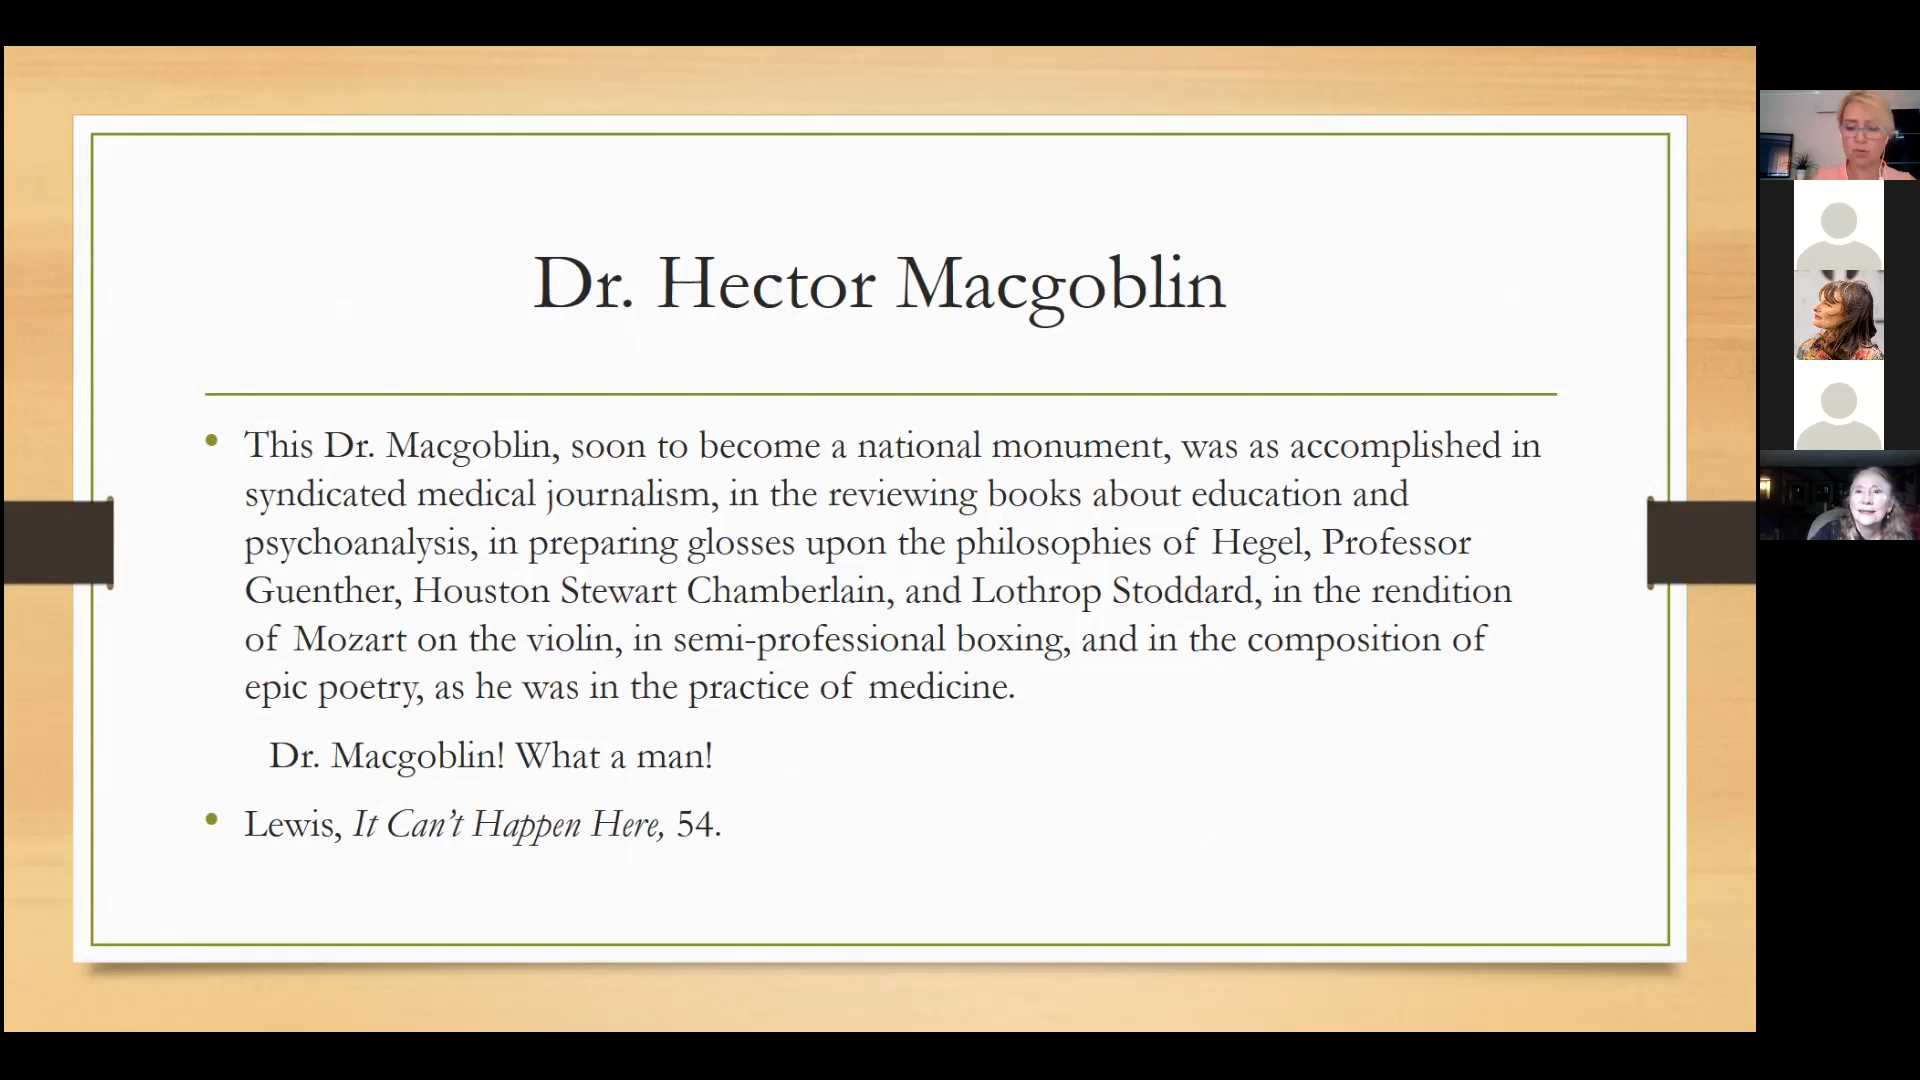 Dr. Hector Macgoblin
• This Dr. Macgoblin, soon to become a national monument, was as accomplished in
syndicated medical journalism, in the reviewing books about education and
psychoanalysis, in preparing glosses upon the philosophies of Hegel, Professor
Guenther, Houston Stewart Chamberlain, and Lothrop Stoddard, in the rendition
of Mozart on the violin, in semi-professional boxing, and in the composition of
epic poetry, as he was in the practice of medicine.
Dr. Macgoblin! What a man!
• Lewis, It Can’t Happen Here, 54.